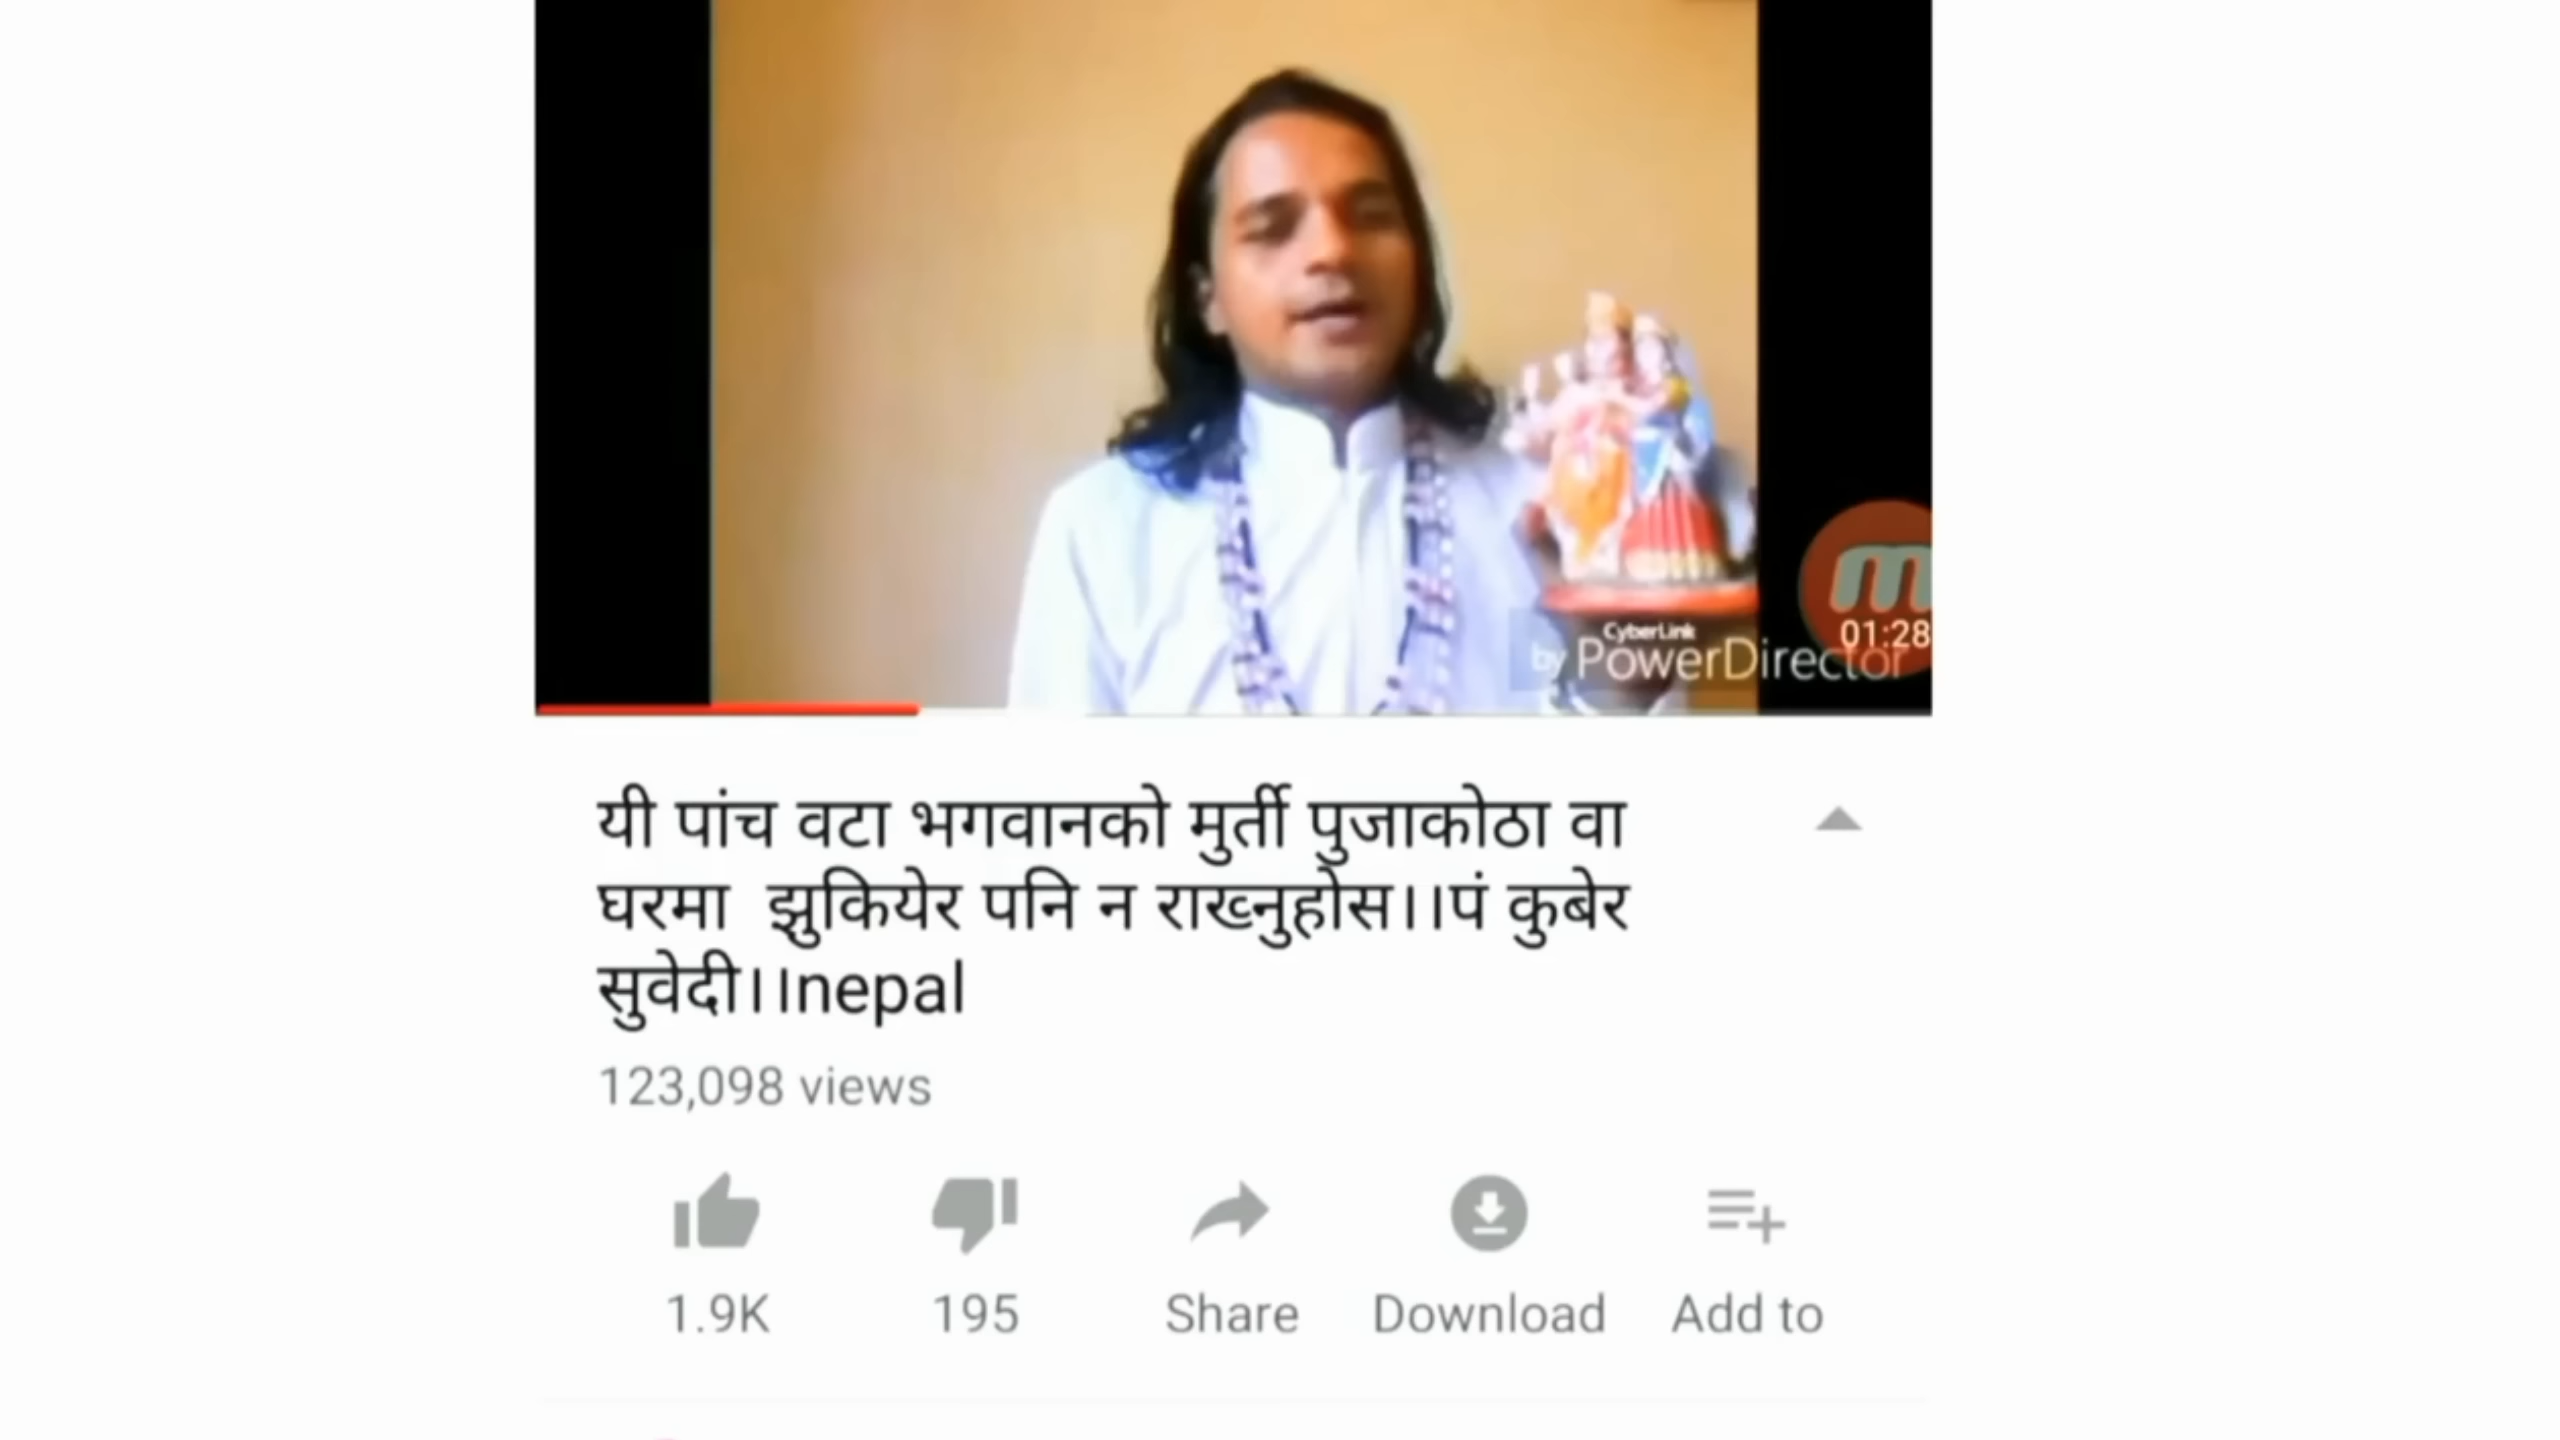 CyberLink
by PowerDirector
m
01:28
यी पांच वटा भगवानको मुर्ती पुजाकोठा वा
घरमा झुकियेर पनि न राख्नुहोस।।पं कुबेर
सुवेदी।।nepal
123,098 views
1.9K 195 Share Download Add to